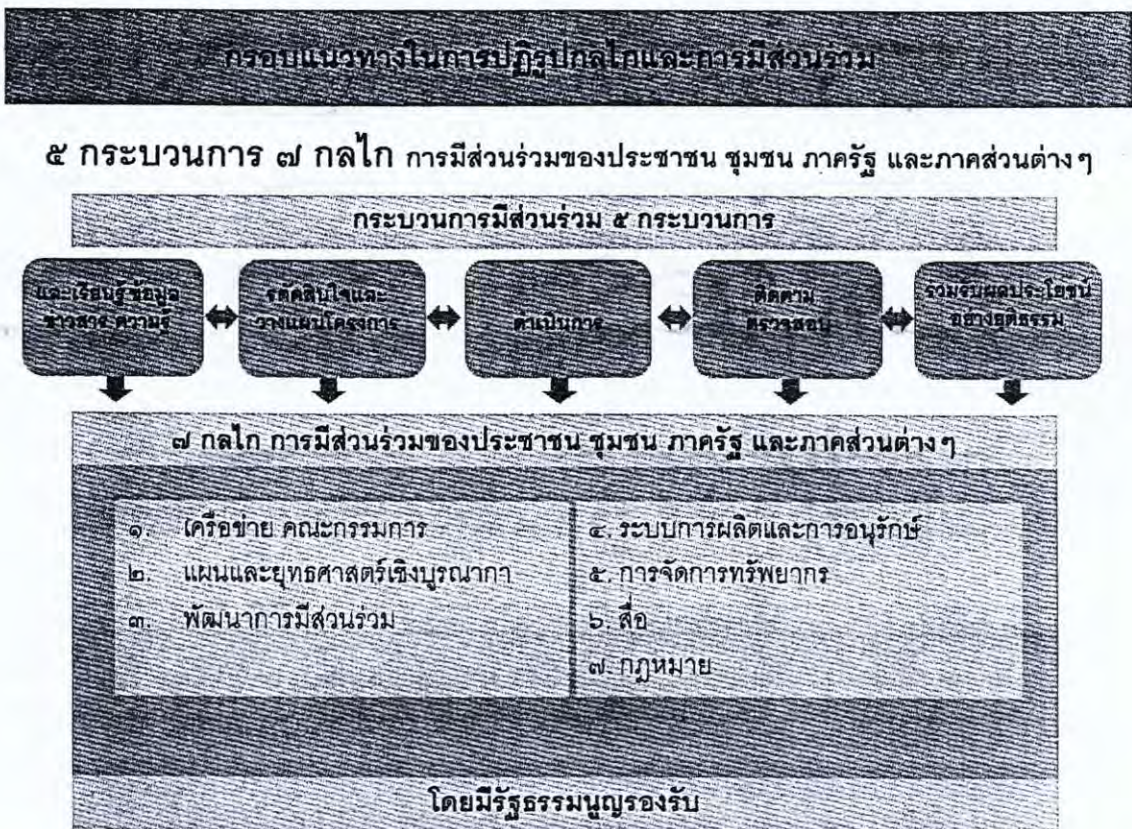 กรอบแนวทางในการปฏิรูปกลไกและการมีส่วนร่วม
๕ กระบวนการ ๗ กลไก การมีส่วนร่วมของประชาชน ชุมชน ภาครัฐ และภาคส่วนต่างๆ
กระบวนการมีส่วนร่วม ๕ กระบวนการ
และเรียนรู้ข้อมูล
ข่าวสาร ความรู้
รตัดสินใจและ
วางแผนโครงการ
ดำเนินการ
ติดตาม
ตรวจสอบ
ร่วมรับผลประโยชน์
อย่างยุติธรรม
๗ กลไก การมีส่วนร่วมของประชาชน ชุมชน ภาครัฐ และภาคส่วนต่างๆ
๑. เครือข่าย คณะกรรมการ
๒. แผนและยุทธศาสตร์เชิงบูรณากา
๓. พัฒนาการมีส่วนร่วม
๔. ระบบการผลิตและการอนุรักษ์
๕. การจัดการทรัพยากร
๖. สื่อ
๗. กฎหมาย
โดยมีรัฐธรรมนูญรองรับ